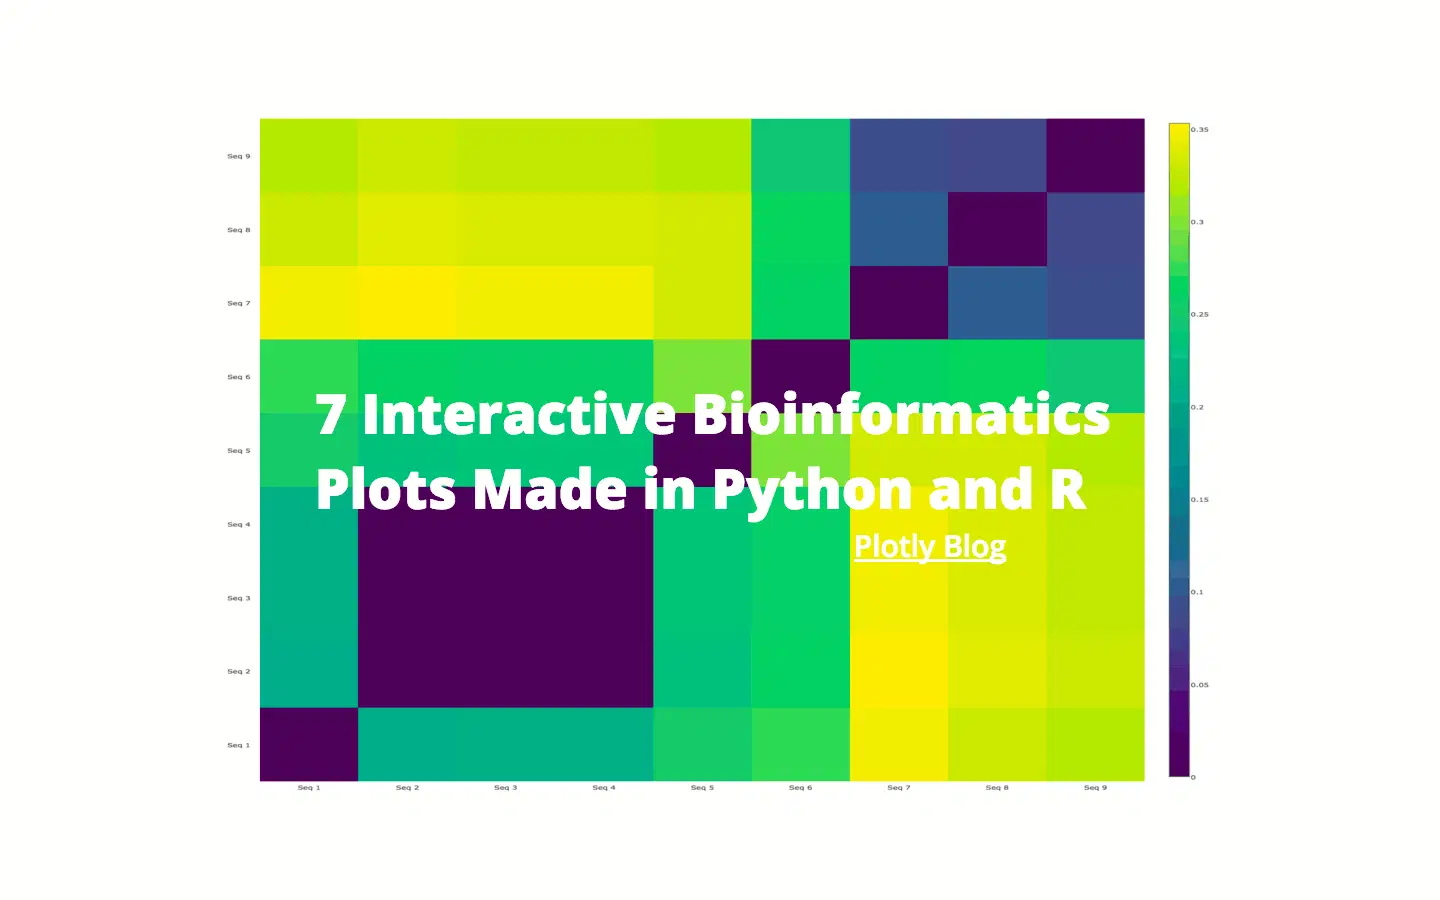 0.35
Seq 9
Seq 8
0.3
Seq 7
0.25
Seq 6
7 Interactive Bioinformatics
0.2
Seq 5
Plots Made in Python and R
0.15
Seq 4
Plotly Blog
Seq 3
0.1
Seq 2
0.05
Seq 1
0
Seq 1 Seq 2 Seq 3 Seq 4 Seq 5 Seq 6 Seq 7 Seq 8 Seq 9